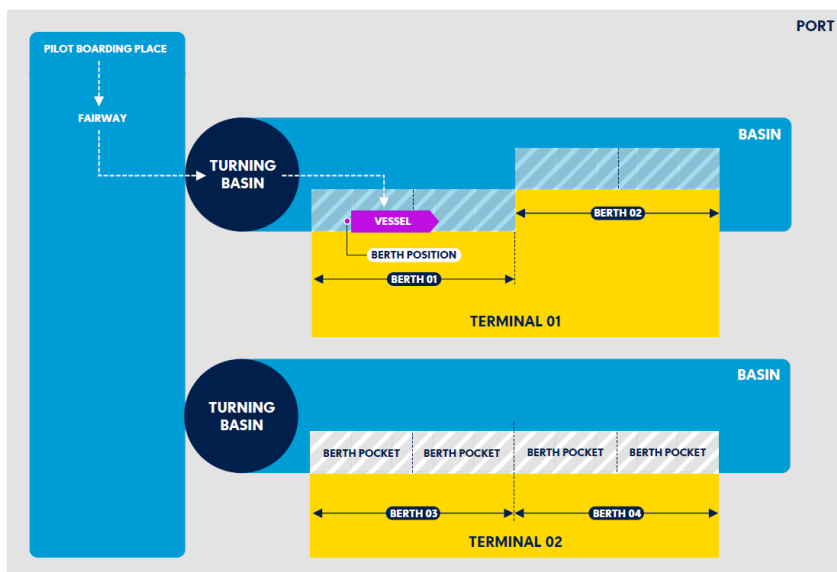 PORT
PILOT BOARDING PLACE
FAIRWAY
BASIN
TURNING
BASIN
BERTH 02
VESSEL
BERTH POSITION
BERTH 01
TERMINAL 01
BASIN
TURNING
BASIN
BERTH POCKET BERTH POCKET BERTH POCKET BERTH POCKET
BERTH 03 BERTH 04
TERMINAL 02